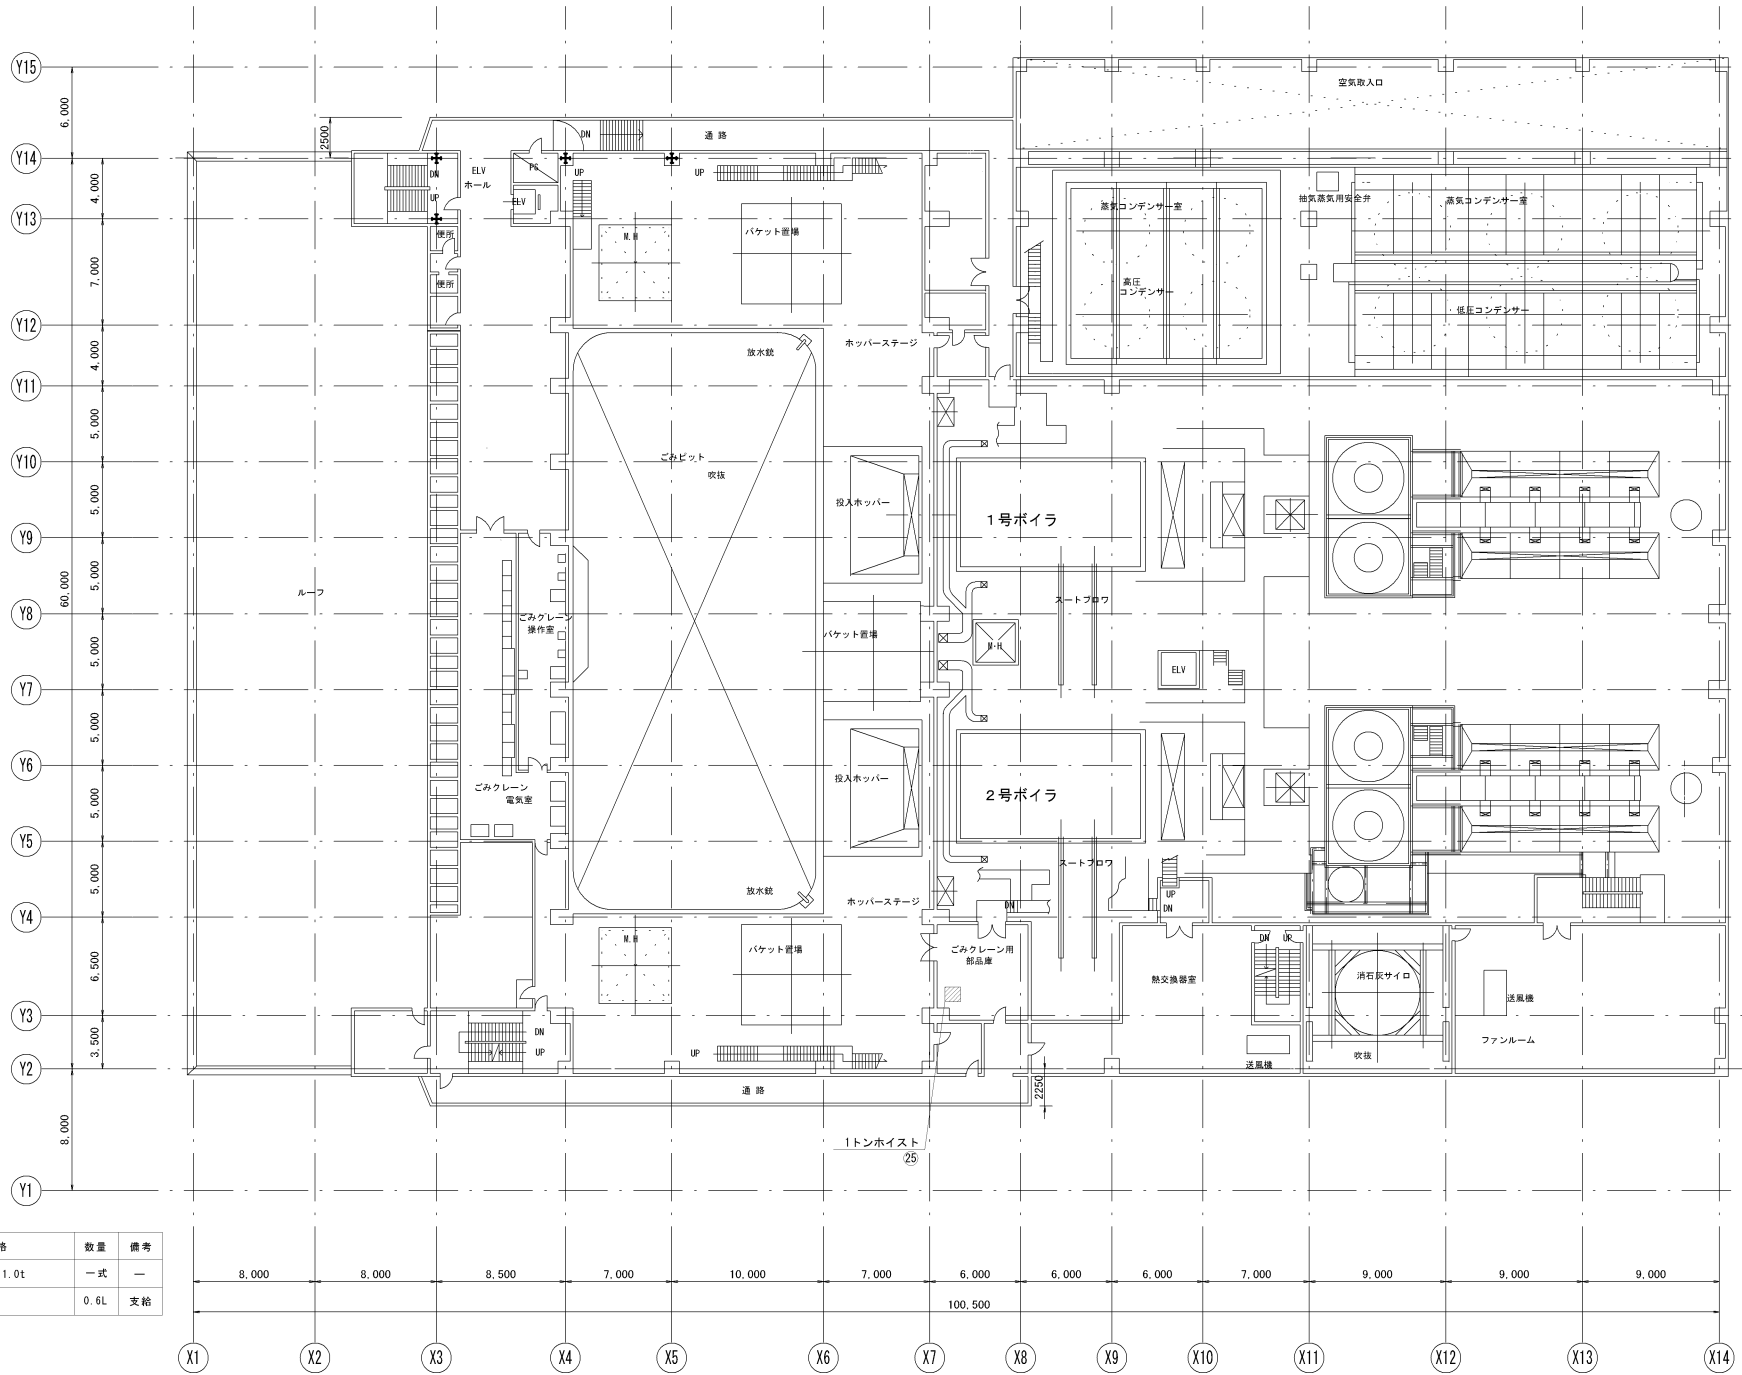 Y15
空気取入口
6,000
2500
DN
通 路
Y14
4,000
DN
ELV
ホール
PS
UP
UP
抽気蒸気用安全弁
UP
ELV
蒸気コンデンサー室
蒸気コンデンサー室
Y13
便所
M.H
バケット置場
7,000
便所
高圧
コンデンサー
低圧コンデンサー
Y12
4,000
放水銃
ホッパーステージ
Y11
5,000
ごみピット
吹抜
Y10
5,000
投入ホッパー
1号ボイラ
Y9
5,000
60,000
ルーフ
スートブロワ
Y8
ごみクレーン
操作室
バケット置場
M·H
5,000
ELV
Y7
5,000
Y6
投入ホッパー
2号ボイラ
ごみクレーン
電気室
5,000
Y5
スートブロワ
5,000
放水銃
ホッパーステージ
DN
UP
DN
Y4
M.H
バケット置場
ごみクレーン用
部品庫
DN
UP
6,500
熱交換器室
消石灰サイロ
送風機
Y3
3,500
DN
UP
UP
ファンルーム
吹抜
送風機
Y2
通 路
2250
8,000
1トンホイスト
25
Y1
格
数量
備考
1.0t
一式
―
0.6L
支給
8,000
8,000
8,500
7,000
10,000
7,000
6,000
6,000
6,000
7,000
9,000
9,000
9,000
100,500
X1
X2
X3
X4
X5
X6
X7
X8
X9
X10
X11
X12
X13
X14